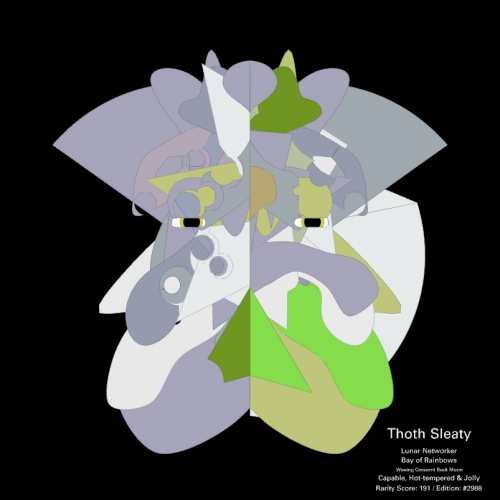 Thoth Sleaty
Lunar Networker
Bay of Rainbows
Waxing Crescent Buck Moon
Capable, Hot-tempered & Jolly
Rarity Score: 191 / Edition: #2988